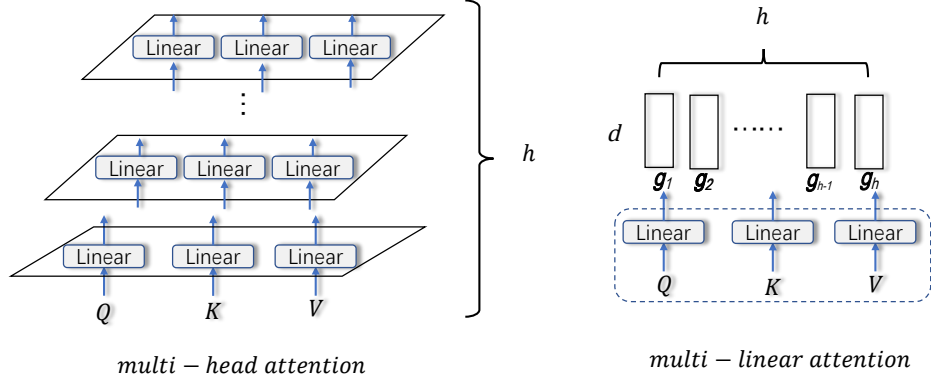 Linear Linear Linear
⋮
Linear Linear Linear
Linear Linear Linear
Q K V
h
multi − head attention
h
d
......
g1 g2 gh-1 gh
Linear Linear Linear
Q K V
multi − linear attention